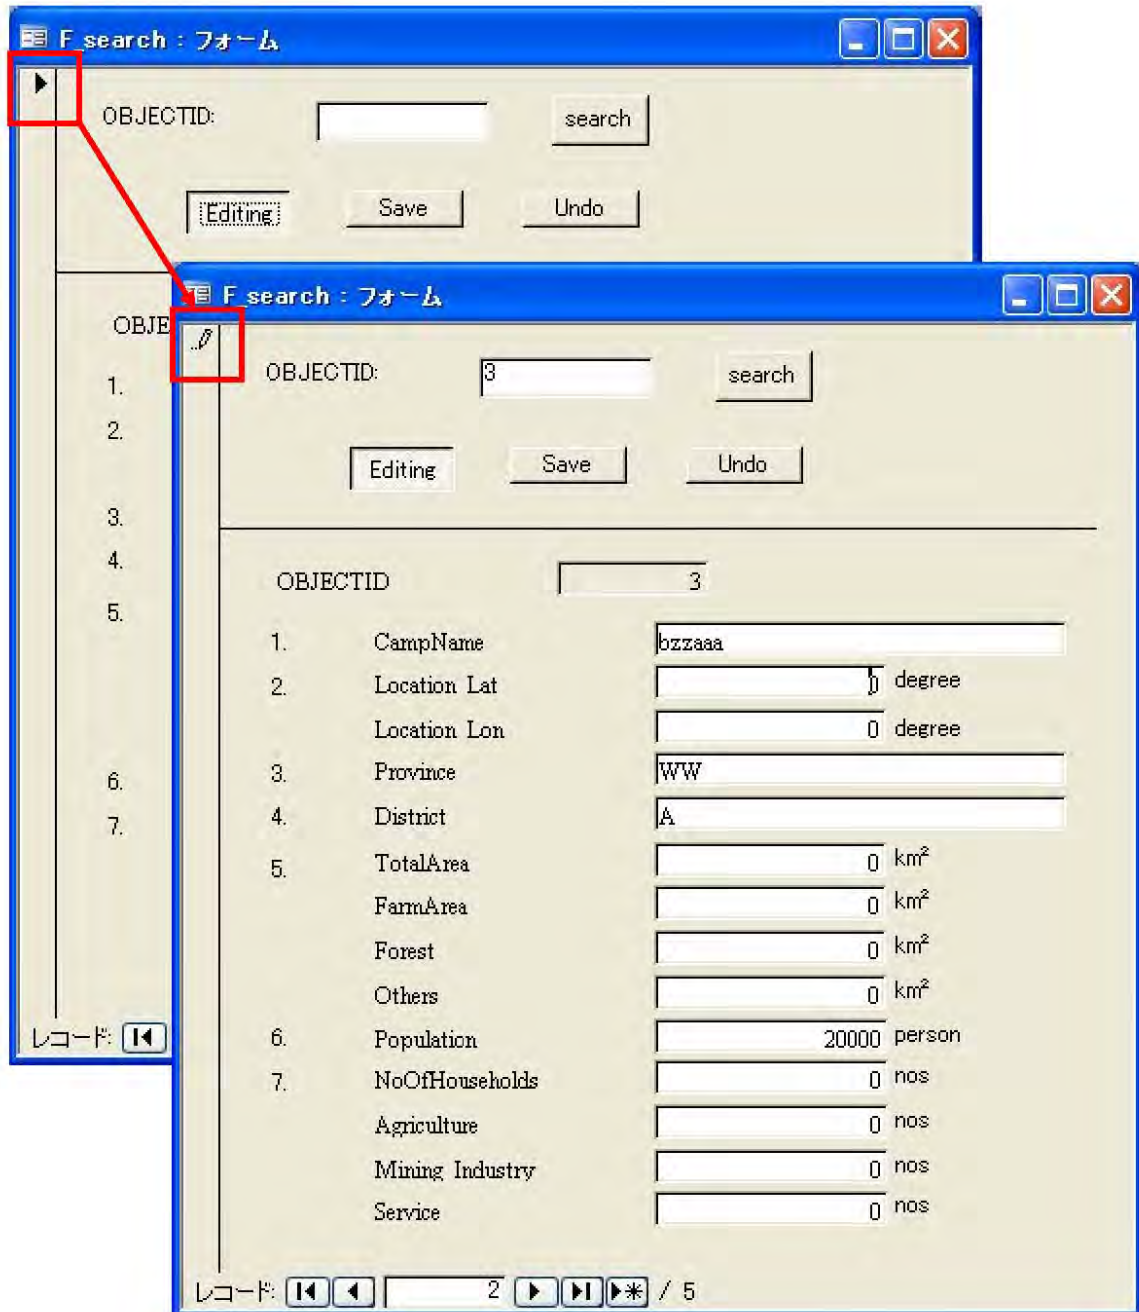 F_search : フォーム
OBJECTID:
search
Editing
Save
Undo
OBJE
1.
2.
3.
4.
5.
6.
7.
レコード:
F_search : フォーム
OBJECTID: 3 search
Editing Save Undo
OBJECTID 3
1. CampName bzzaaa
2. Location Lat 0 degree
Location Lon 0 degree
3. Province WW
4. District A
5. TotalArea 0 km²
FarmArea 0 km²
Forest 0 km²
Others 0 km²
6. Population 20000 person
7. NoOfHouseholds 0 nos
Agriculture 0 nos
Mining Industry 0 nos
Service 0 nos
レコード: 2 / 5